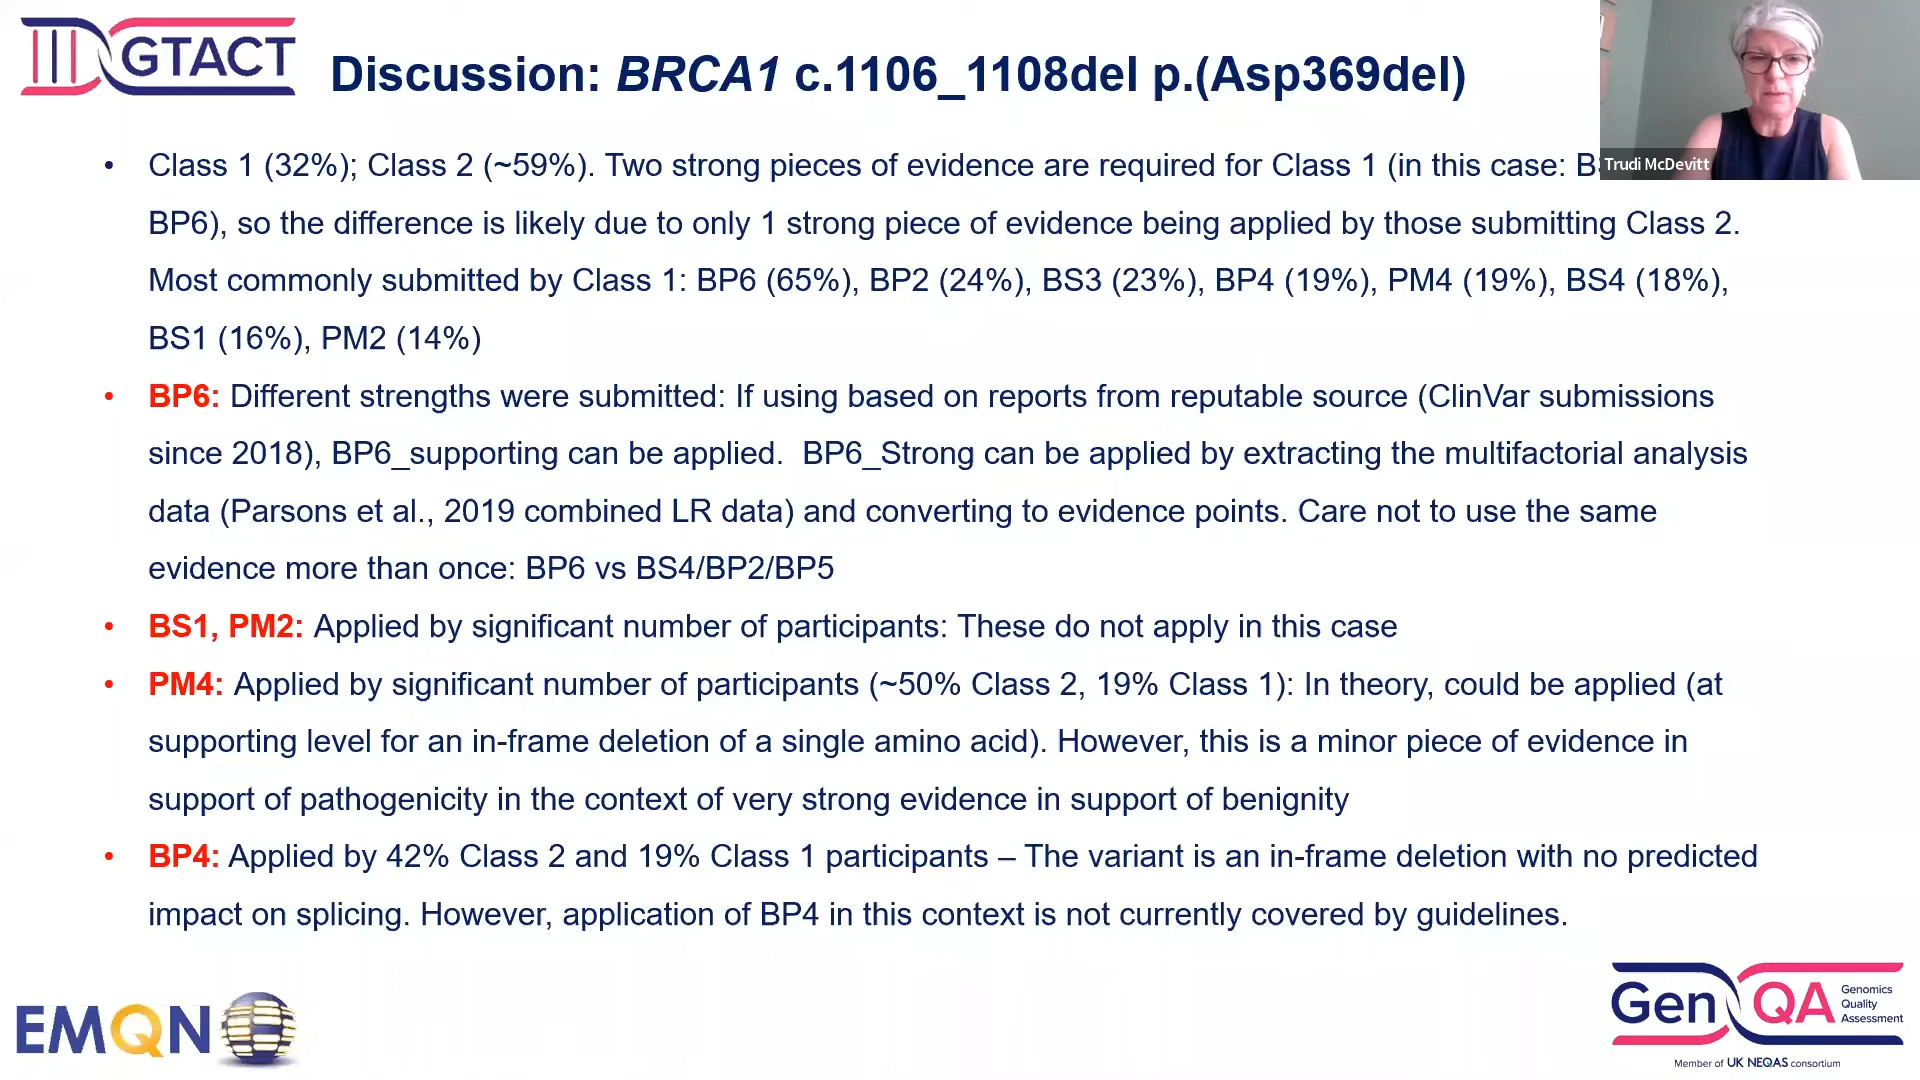 GTACT
Discussion: BRCA1 c.1106_1108del p.(Asp369del)
Trudi McDevitt
• Class 1 (32%); Class 2 (~59%). Two strong pieces of evidence are required for Class 1 (in this case:
BP6), so the difference is likely due to only 1 strong piece of evidence being applied by those submitting Class 2.
Most commonly submitted by Class 1: BP6 (65%), BP2 (24%), BS3 (23%), BP4 (19%), PM4 (19%), BS4 (18%),
BS1 (16%), PM2 (14%)
• BP6: Different strengths were submitted: If using based on reports from reputable source (ClinVar submissions
since 2018), BP6_supporting can be applied. BP6_Strong can be applied by extracting the multifactorial analysis
data (Parsons et al., 2019 combined LR data) and converting to evidence points. Care not to use the same
evidence more than once: BP6 vs BS4/BP2/BP5
• BS1, PM2: Applied by significant number of participants: These do not apply in this case
• PM4: Applied by significant number of participants (~50% Class 2, 19% Class 1): In theory, could be applied (at
supporting level for an in-frame deletion of a single amino acid). However, this is a minor piece of evidence in
support of pathogenicity in the context of very strong evidence in support of benignity
• BP4: Applied by 42% Class 2 and 19% Class 1 participants – The variant is an in-frame deletion with no predicted
impact on splicing. However, application of BP4 in this context is not currently covered by guidelines.
EMQN
GenQA
Genomics
Quality
Assessment
Member of UK NEQAS consortium